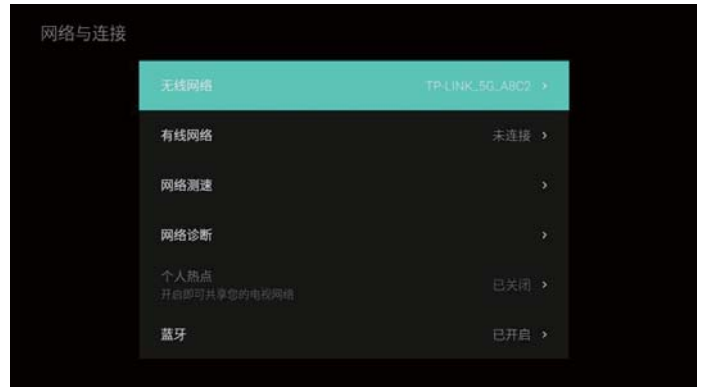 网络与连接
无线网络 TP-LINK_5G_A8C2 >
有线网络 未连接 >
网络测速 >
网络诊断 >
个人热点 已关闭 >
开启即可共享您的电视网络
蓝牙 已开启 >